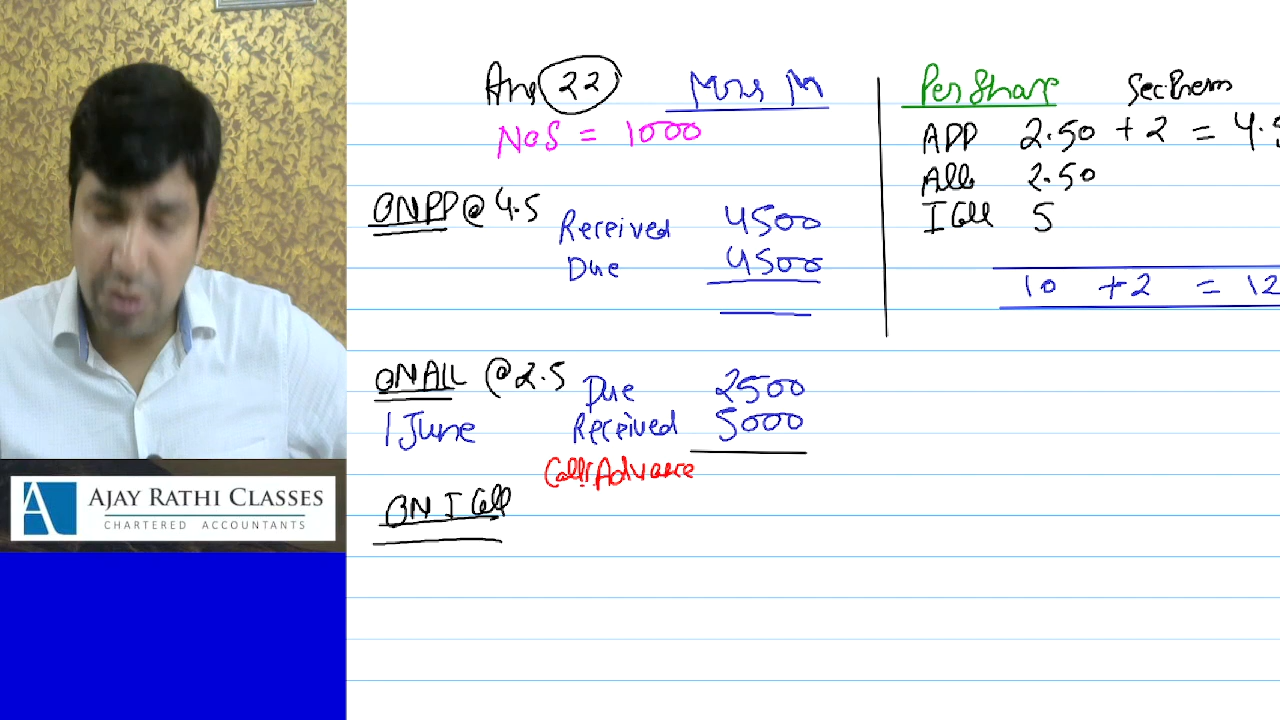 Ans 22 Mrs M
NOS = 1000
ON APP @ 4.5 Received 4500
Due 4500
ON All @ 2.5 Due 2500
1 June Received 5000
Calls Advance
ON I Call
Per Share Sec Prem
APP 2.50 + 2 = 4.5
All 2.50
I Call 5
10 + 2 = 12
AJAY RATHI CLASSES
CHARTERED ACCOUNTANTS